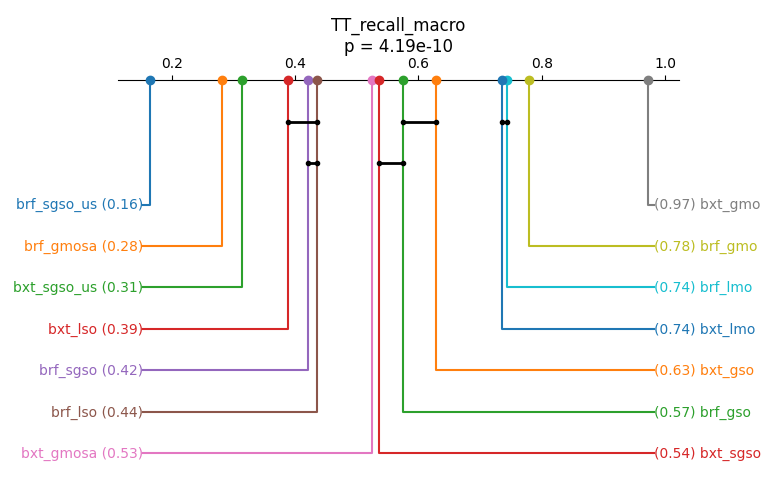 TT_recall_macro
p = 4.19e-10
0.2 0.4 0.6 0.8 1.0
brf_sgso_us (0.16) (0.97) bxt_gmo
brf_gmosa (0.28) (0.78) brf_gmo
bxt_sgso_us (0.31) (0.74) brf_lmo
bxt_lso (0.39) (0.74) bxt_lmo
brf_sgso (0.42) (0.63) bxt_gso
brf_lso (0.44) (0.57) brf_gso
bxt_gmosa (0.53) (0.54) bxt_sgso